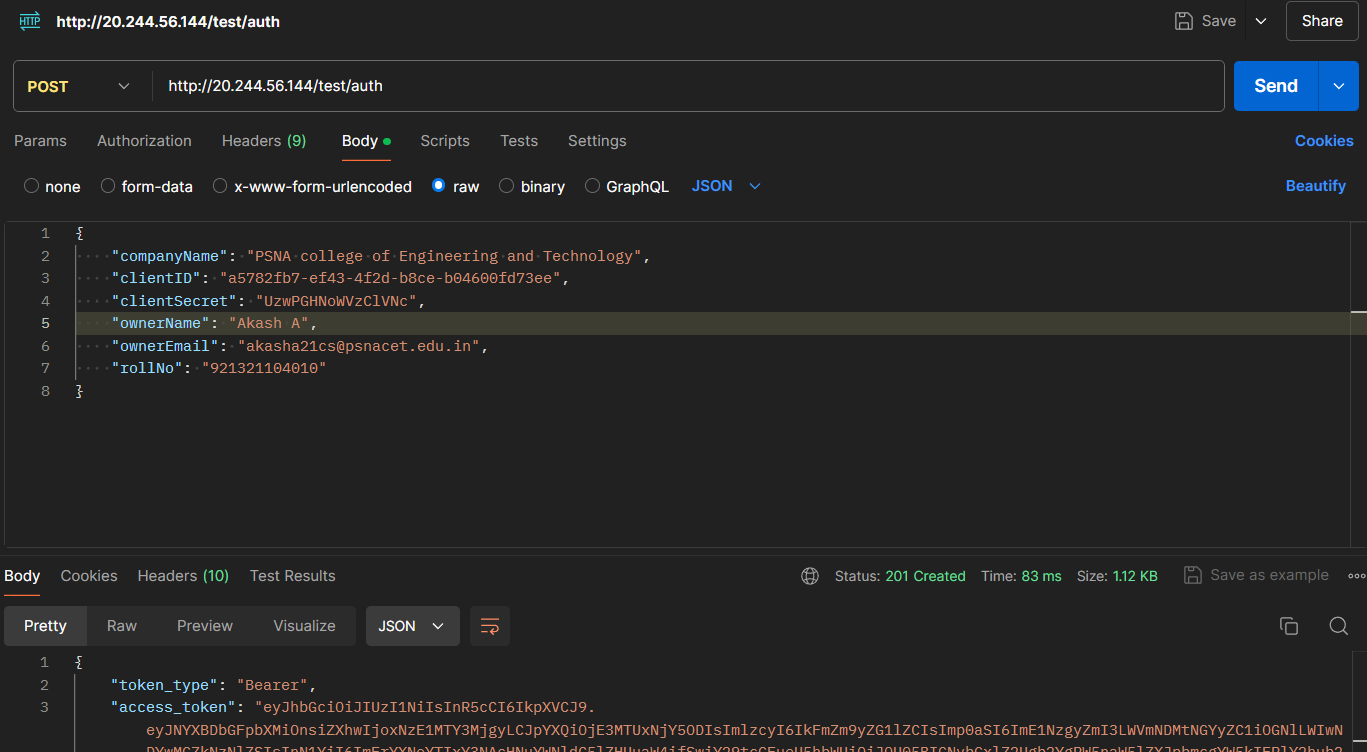 HTTP http://20.244.56.144/test/auth Save Share
POST http://20.244.56.144/test/auth Send
Params Authorization Headers (9) Body Scripts Tests Settings Cookies
none form-data x-www-form-urlencoded raw binary GraphQL JSON Beautify
1 {
2 "companyName": "PSNA college of Engineering and Technology",
3 "clientID": "a5782fb7-ef43-4f2d-b8ce-b04600fd73ee",
4 "clientSecret": "UzwPGHNoWVzClVNc",
5 "ownerName": "Akash A",
6 "ownerEmail": "akasha21cs@psnacet.edu.in",
7 "rollNo": "921321104010"
8 }
Body Cookies Headers (10) Test Results Status: 201 Created Time: 83 ms Size: 1.12 KB Save as example
Pretty Raw Preview Visualize JSON
1 {
2 "token_type": "Bearer",
3 "access_token": "eyJhbGciOiJIUzI1NiIsInR5cCI6IkpXVCJ9.
eyJNYXBDbGFpbXMiOnsiZXhwIjoxNzE1MTY3MjgyLCJpYXQiOjE3MTUxNjY5ODIsImlzcyI6IkFmZm9yZG1lZCIsImp0aSI6ImE1NzgyZmI3LWVmNDMtNGYyZC1iOGNlLWIwN